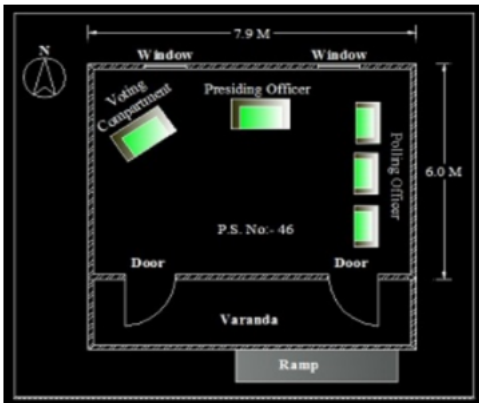 7.9 M
N
Window
Window
Voting
Compartment
Presiding Officer
Polling Officer
6.0 M
P.S. No:- 46
Door
Door
Varanda
Ramp